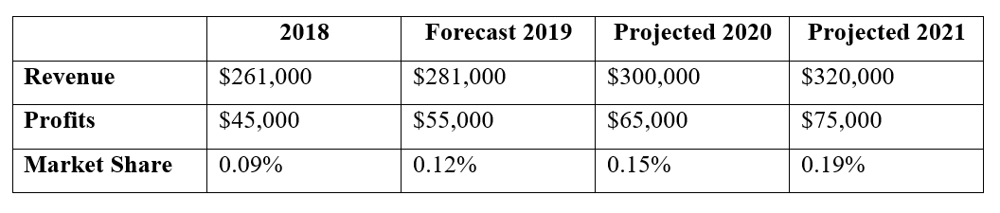 2018 Forecast 2019 Projected 2020 Projected 2021
Revenue $261,000 $281,000 $300,000 $320,000
Profits $45,000 $55,000 $65,000 $75,000
Market Share 0.09% 0.12% 0.15% 0.19%